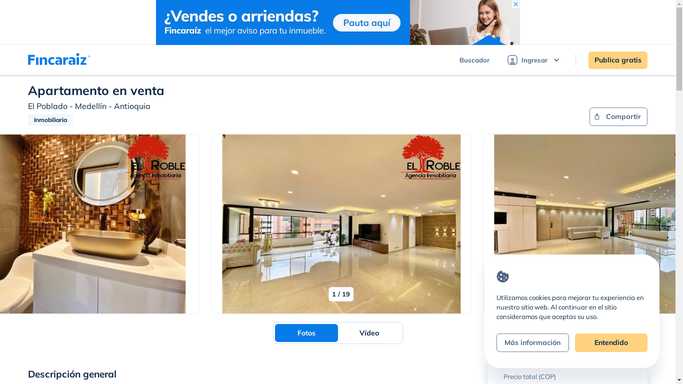 ¿Vendes o arriendas?
Fincaraíz el mejor aviso para tu inmueble.
Pauta aquí
Fincaraíz
Buscador
Ingresar
Publica gratis
Apartamento en venta
El Poblado - Medellín - Antioquia
Inmobiliaria
Compartir
EL ROBLE
Agencia Inmobiliaria
EL ROBLE
Agencia Inmobiliaria
1 / 19
Fotos
Vídeo
Utilizamos cookies para mejorar tu experiencia en
nuestro sitio web. Al continuar en el sitio
consideramos que aceptas su uso.
Más información
Entendido
Descripción general
Precio total (COP)